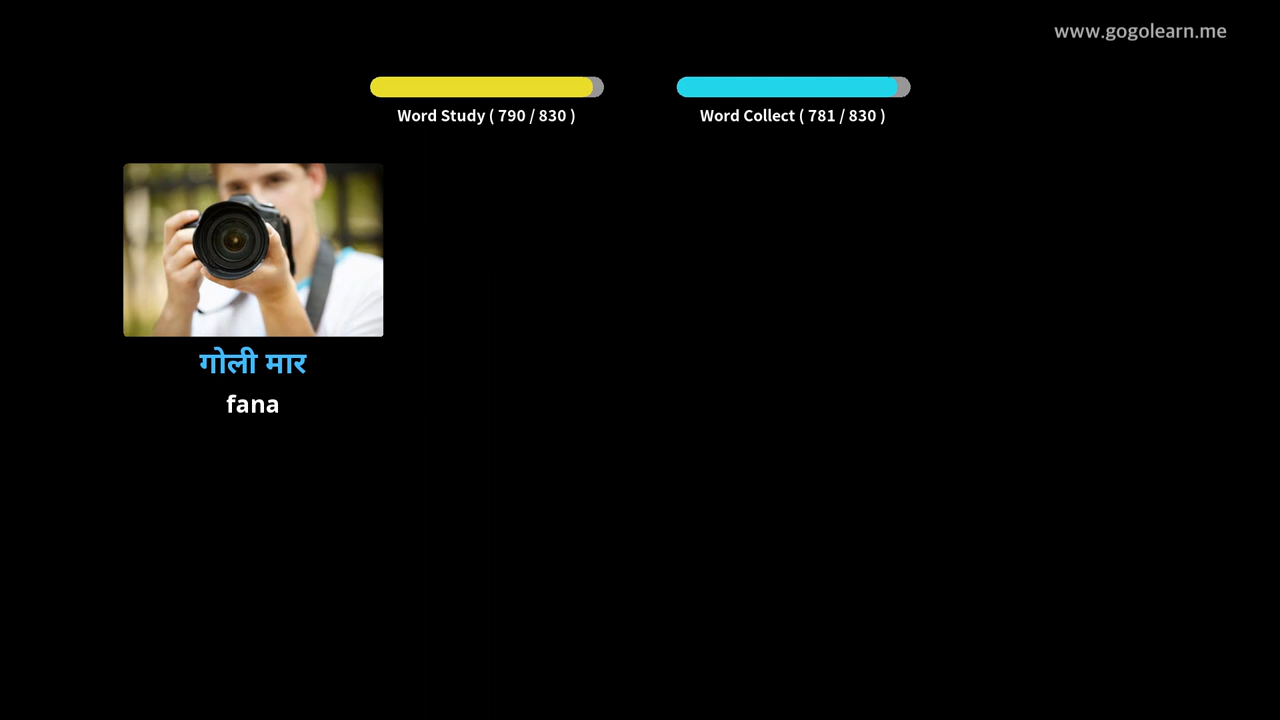 www.gogolearn.me
Word Study ( 790 / 830 )
Word Collect ( 781 / 830 )
गोली मार
fana